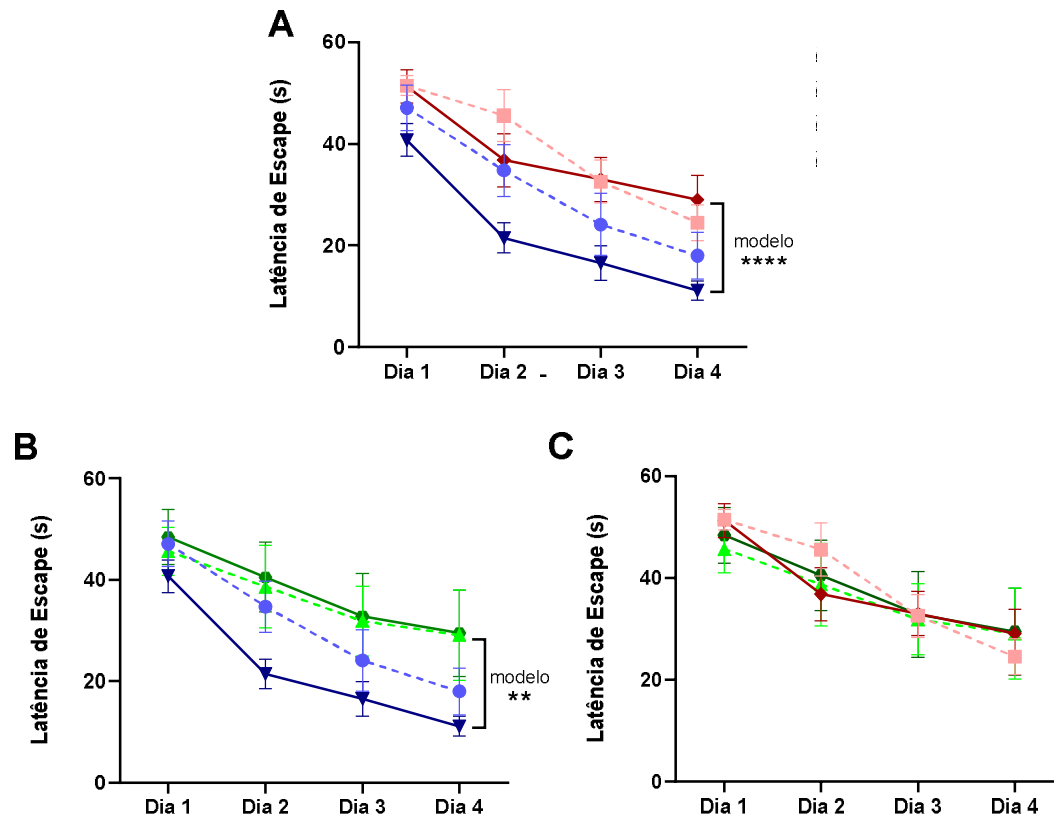 A
Latência de Escape (s)
60
40
20
0
Dia 1 Dia 2 - Dia 3 Dia 4
modelo
****
B
Latência de Escape (s)
60
40
20
0
Dia 1 Dia 2 Dia 3 Dia 4
modelo
**
C
Latência de Escape (s)
60
40
20
0
Dia 1 Dia 2 Dia 3 Dia 4